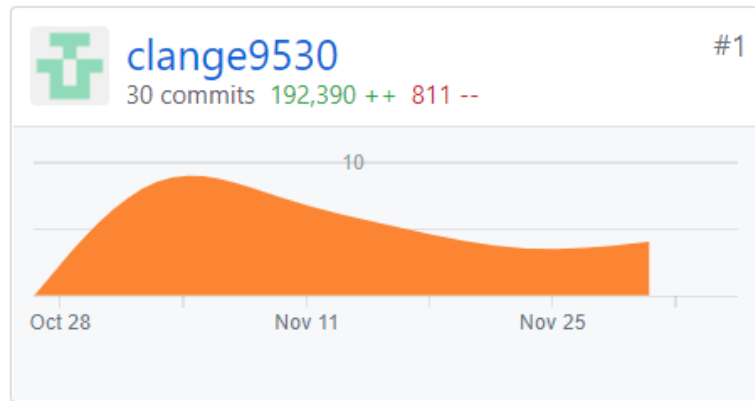 clange9530
#1
30 commits 192,390 ++ 811 --
10
Oct 28 Nov 11 Nov 25